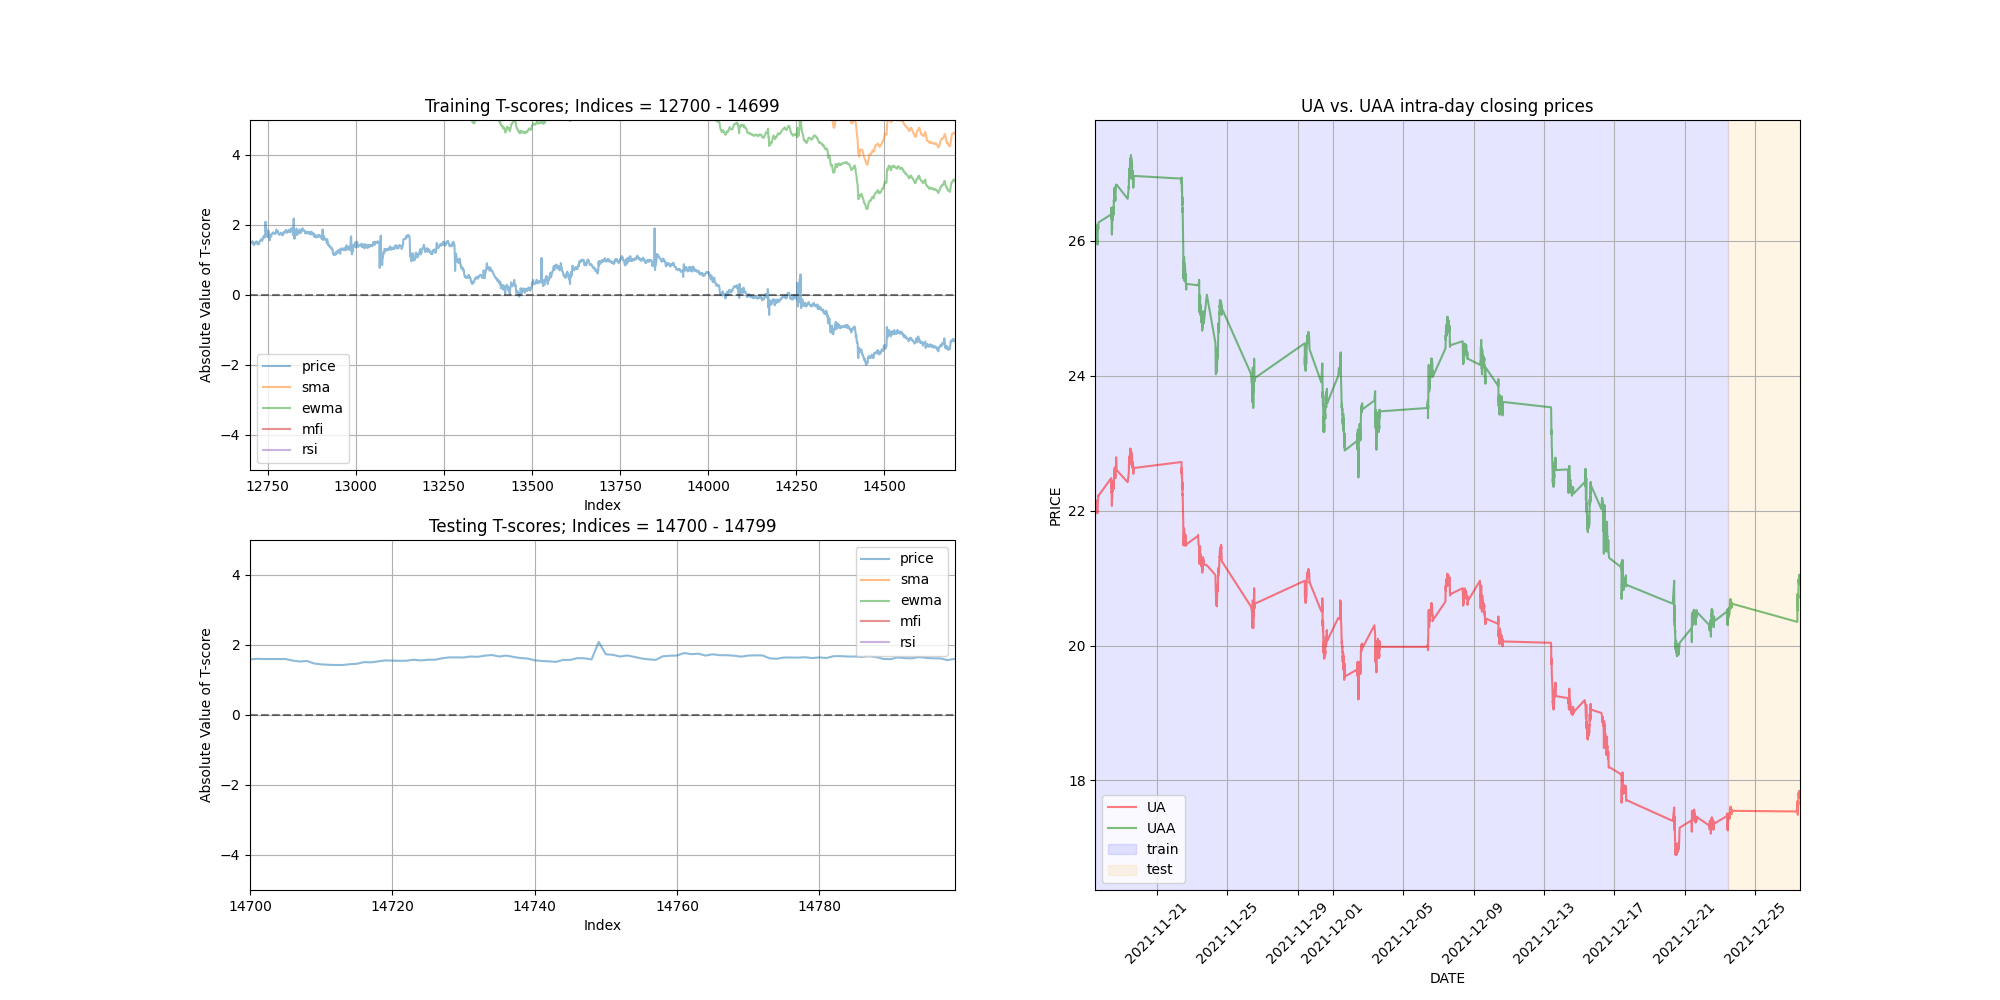 Training T-scores; Indices = 12700 - 14699
Absolute Value of T-score
4
2
0
−2
−4
price
sma
ewma
mfi
rsi
12750 13000 13250 13500 13750 14000 14250 14500
Index
Testing T-scores; Indices = 14700 - 14799
Absolute Value of T-score
4
2
0
−2
−4
price
sma
ewma
mfi
rsi
14700 14720 14740 14760 14780
Index
UA vs. UAA intra-day closing prices
PRICE
26
24
22
20
18
UA
UAA
train
test
2021-11-21 2021-11-25 2021-11-29 2021-12-01 2021-12-05 2021-12-09 2021-12-13 2021-12-17 2021-12-21 2021-12-25
DATE